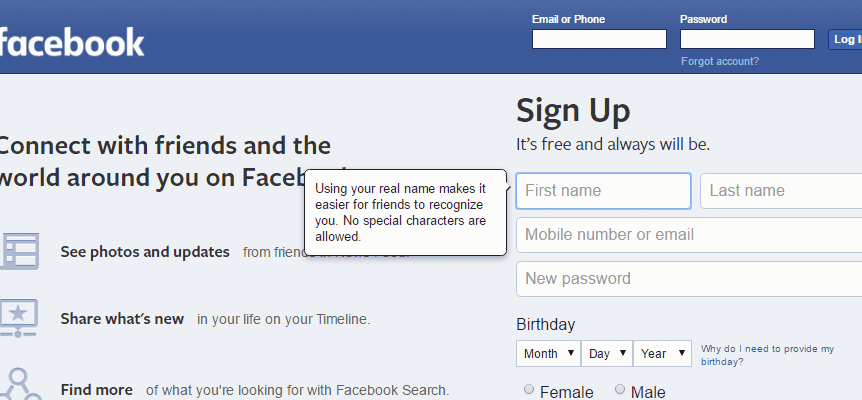 facebook
Email or Phone
Password
Log I
Forgot account?
Connect with friends and the
world around you on Faceb
See photos and updates from friends in News Feed.
Share what's new in your life on your Timeline.
Find more of what you're looking for with Facebook Search.
Sign Up
It's free and always will be.
Using your real name makes it
easier for friends to recognize
you. No special characters are
allowed.
First name
Last name
Mobile number or email
New password
Birthday
Month
Day
Year
Why do I need to provide my
birthday?
Female
Male